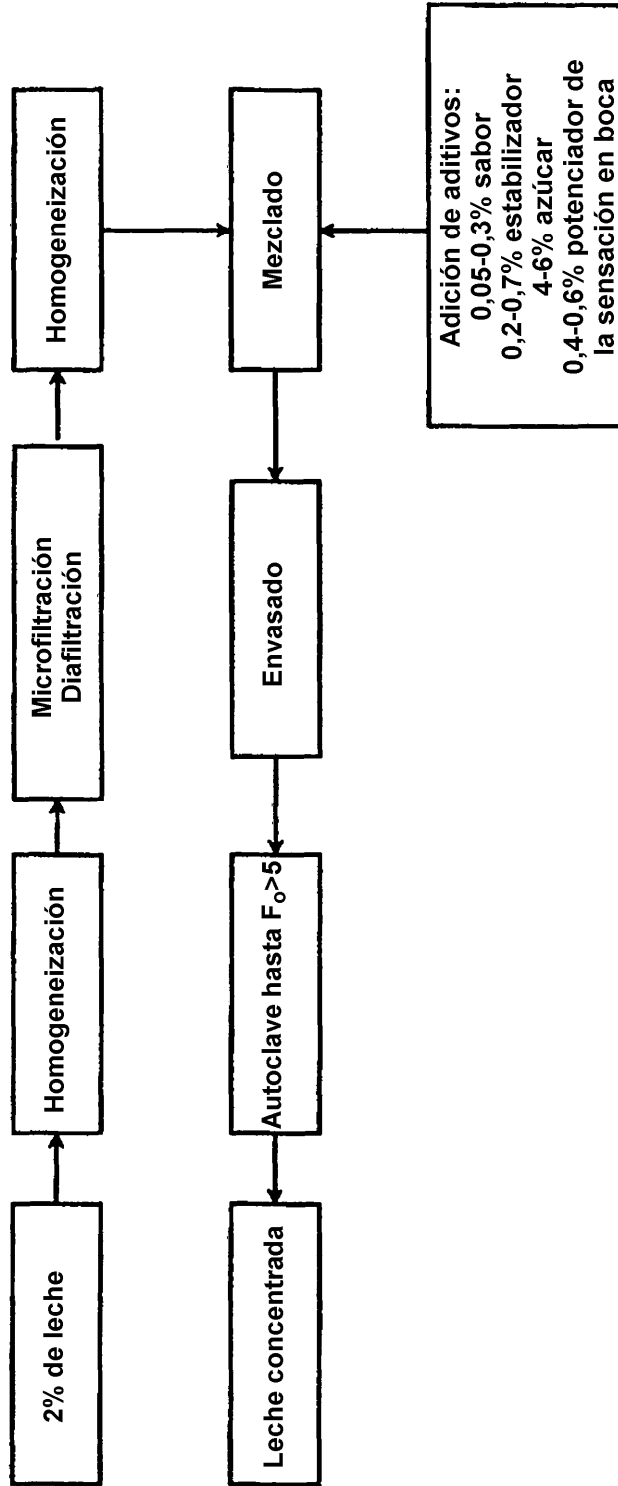 2% de leche
Homogeneización
Microfiltración
Diafiltración
Homogeneización
Mezclado
Adición de aditivos:
0,05-0,3% sabor
0,2-0,7% estabilizador
4-6% azúcar
0,4-0,6% potenciador de
la sensación en boca
Envasado
Autoclave hasta Fo>5
Leche concentrada